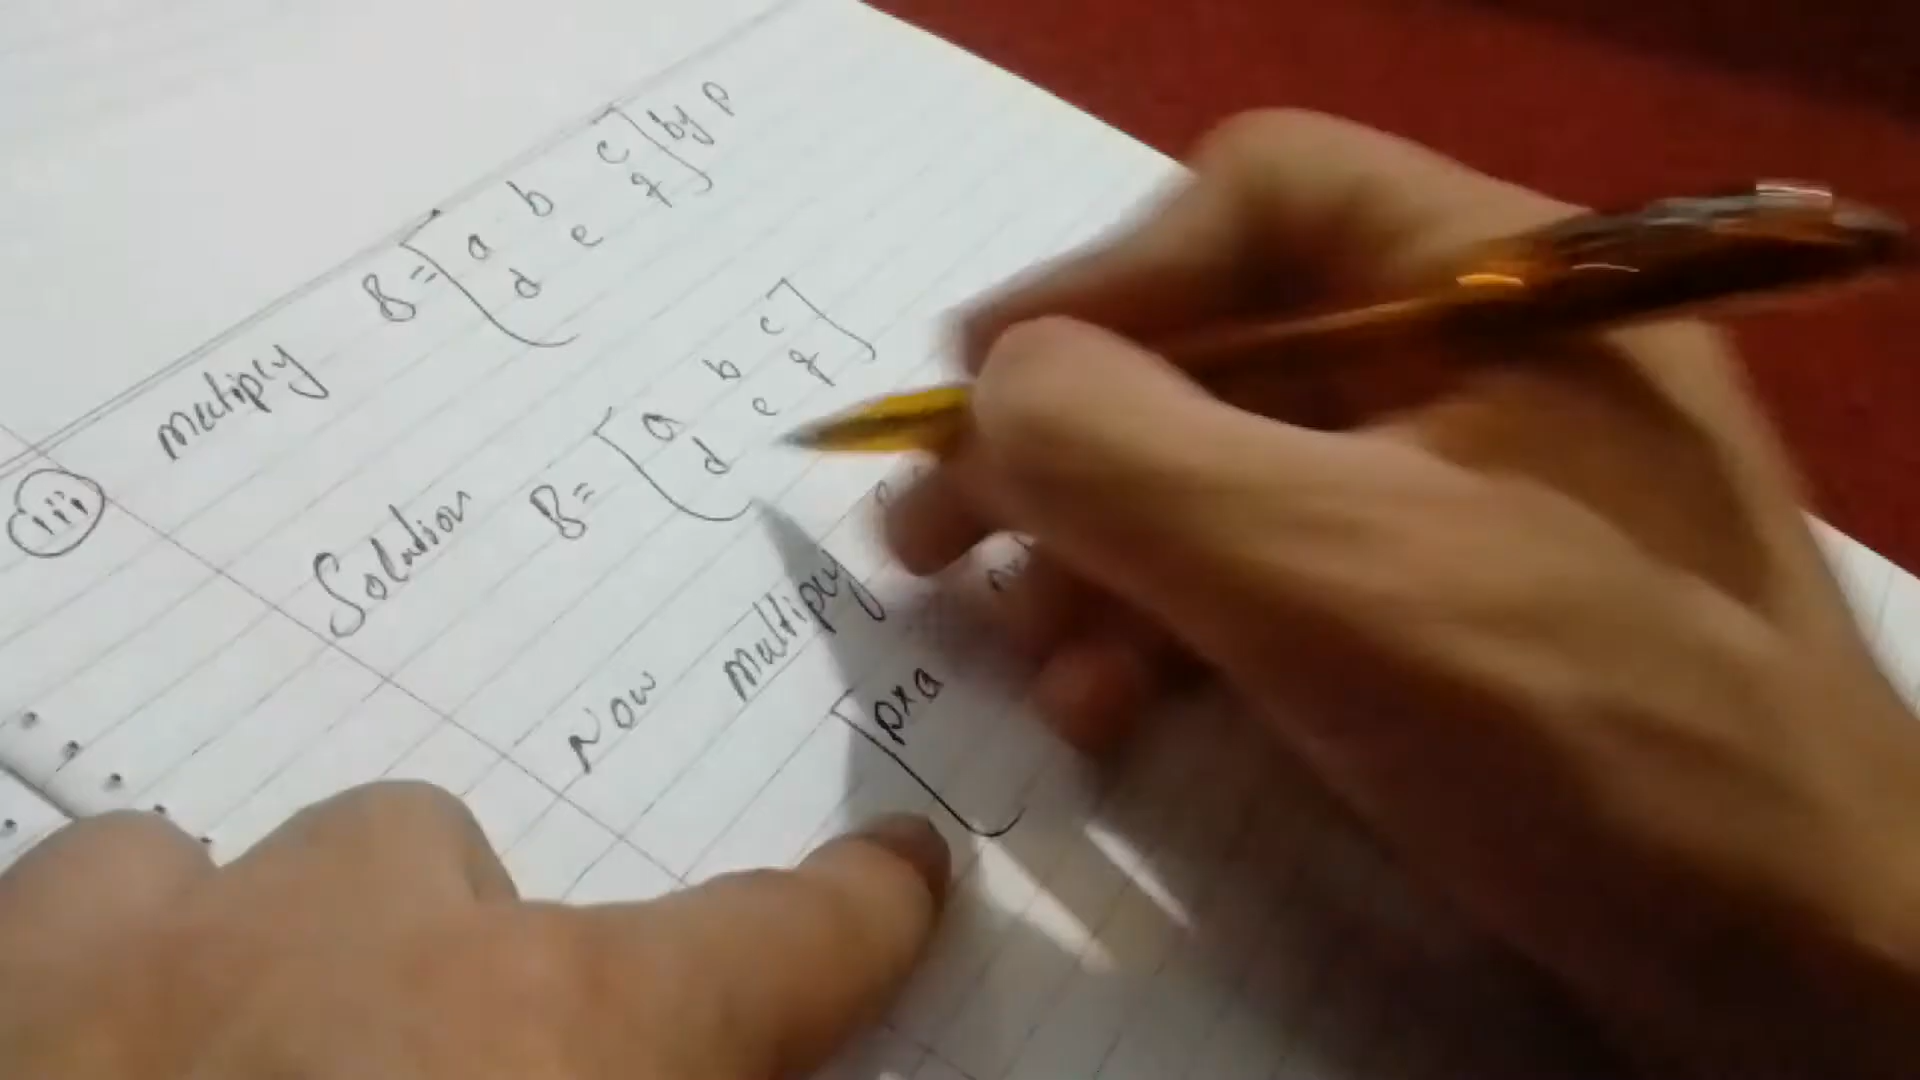 iii Multiply B = [ a b c ] by P
d e f
Solution B = [ a b c ]
d e f
Now Multiply
[ P×a